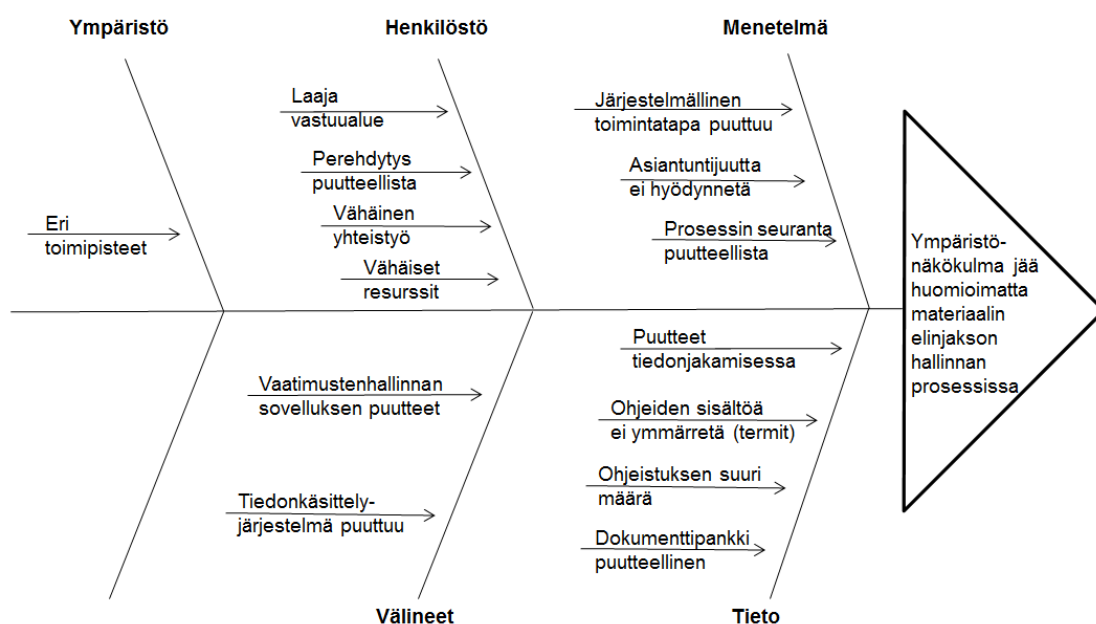 Ympäristö
Henkilöstö
Menetelmä
Eri
toimipisteet
Laaja
vastuualue
Perehdytys
puutteellista
Vähäinen
yhteistyö
Vähäiset
resurssit
Järjestelmällinen
toimintatapa puuttuu
Asiantuntijuutta
ei hyödynnetä
Prosessin seuranta
puutteellista
Ympäristö-
näkökulma jää
huomioimatta
materiaalin
elinjakson
hallinnan
prosessissa
Vaatimustenhallinnan
sovelluksen puutteet
Tiedonkäsittely-
järjestelmä puuttuu
Puutteet
tiedonjakamisessa
Ohjeiden sisältöä
ei ymmärretä (termit)
Ohjeistuksen suuri
määrä
Dokumenttipankki
puutteellinen
Välineet
Tieto